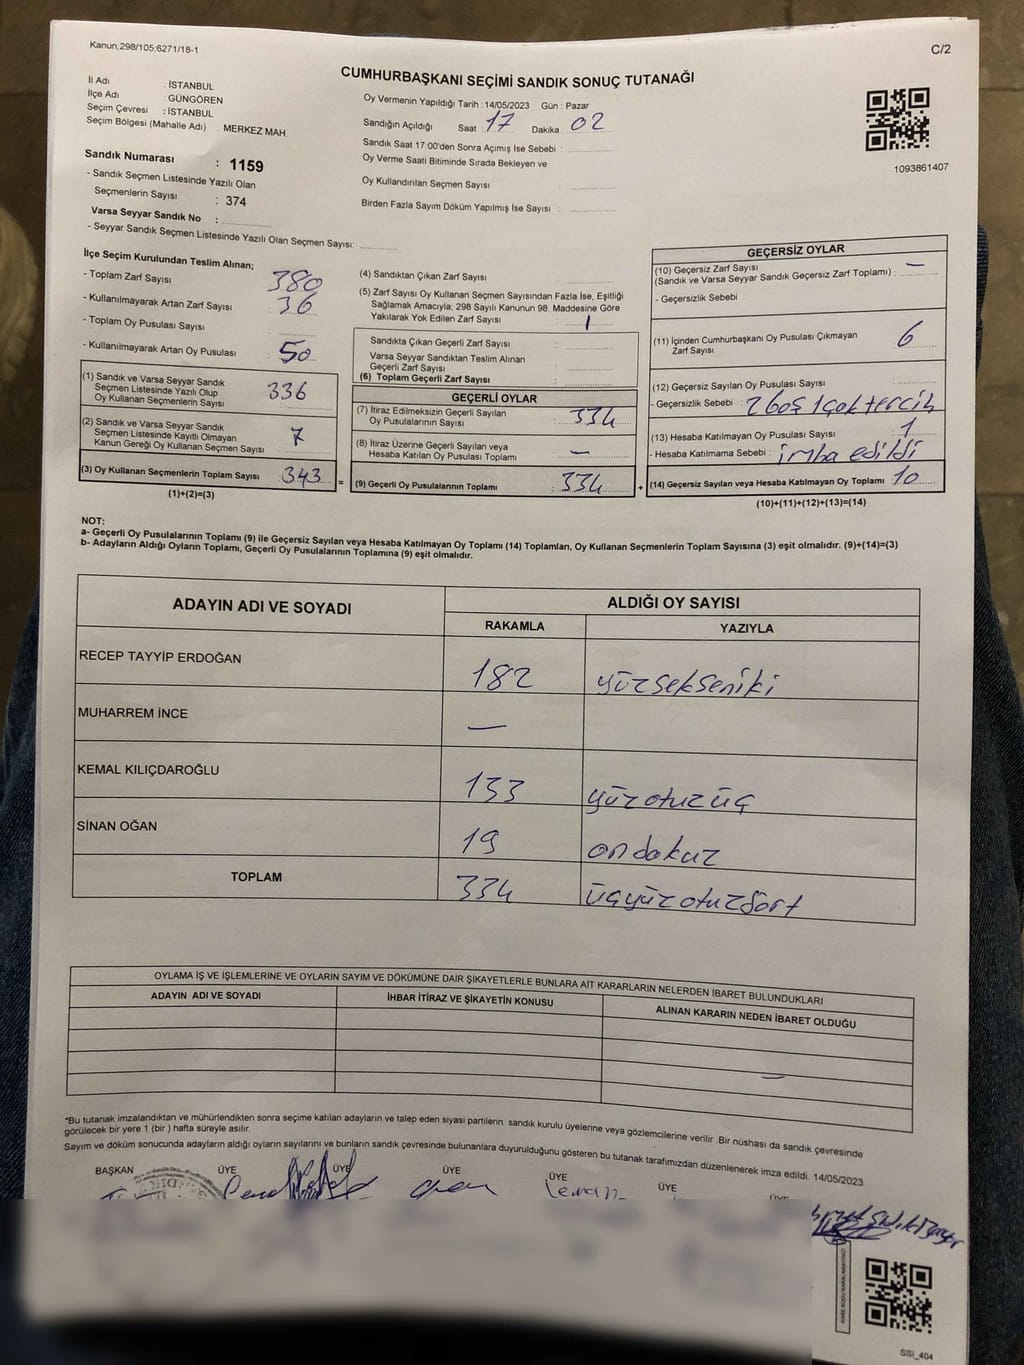 Kanun;298/105;6271/18-1
C/2
CUMHURBAŞKANI SEÇİMİ SANDIK SONUÇ TUTANAĞI
İl Adı : İSTANBUL
İlçe Adı : GÜNGÖREN
Seçim Çevresi : İSTANBUL
Seçim Bölgesi (Mahalle Adı) : MERKEZ MAH.
Sandık Numarası : 1159
- Sandık Seçmen Listesinde Yazılı Olan
Seçmenlerin Sayısı : 374
Varsa Seyyar Sandık No :
- Seyyar Sandık Seçmen Listesinde Yazılı Olan Seçmen Sayısı:
Oy Vermenin Yapıldığı Tarih : 14/05/2023 Gün : Pazar
Sandığın Açıldığı Saat 17 Dakika : 02
Sandık Saat 17:00'den Sonra Açımış İse Sebebi :
Oy Verme Saati Bitiminde Sırada Bekleyen ve
Oy Kullandırılan Seçmen Sayısı :
Birden Fazla Sayım Döküm Yapılmış İse Sayısı :
1093861407
İlçe Seçim Kurulundan Teslim Alınan;
- Toplam Zarf Sayısı : 380
- Kullanılmayarak Artan Zarf Sayısı : 36
- Toplam Oy Pusulası Sayısı :
- Kullanılmayarak Artan Oy Pusulası : 50
(1) Sandık ve Varsa Seyyar Sandık
Seçmen Listesinde Yazılı Olup
Oy Kullanan Seçmenlerin Sayısı : 336
(2) Sandık ve Varsa Seyyar Sandık
Seçmen Listesinde Kayıtlı Olmayan
Kanun Gereği Oy Kullanan Seçmen Sayısı : 7
(3) Oy Kullanan Seçmenlerin Toplam Sayısı : 343 =
(1)+(2)=(3)
(4) Sandıktan Çıkan Zarf Sayısı :
(5) Zarf Sayısı Oy Kullanan Seçmen Sayısından Fazla İse, Eşitliği
Sağlamak Amacıyla; 298 Sayılı Kanunun 98. Maddesine Göre
Yakılarak Yok Edilen Zarf Sayısı : 1
Sandıkta Çıkan Geçerli Zarf Sayısı :
Varsa Seyyar Sandıktan Teslim Alınan
Geçerli Zarf Sayısı :
(6) Toplam Geçerli Zarf Sayısı :
GEÇERLİ OYLAR
(7) İtiraz Edilmeksizin Geçerli Sayılan
Oy Pusulalarının Sayısı : 334
(8) İtiraz Üzerine Geçerli Sayılan veya
Hesaba Katılan Oy Pusulası Toplamı : —
(9) Geçerli Oy Pusulalarının Toplamı : 334 +
GEÇERSİZ OYLAR
(10) Geçersiz Zarf Sayısı
(Sandık ve Varsa Seyyar Sandık Geçersiz Zarf Toplamı) : —
- Geçersizlik Sebebi :
(11) İçinden Cumhurbaşkanı Oy Pusulası Çıkmayan
Zarf Sayısı : 6
(12) Geçersiz Sayılan Oy Pusulası Sayısı :
- Geçersizlik Sebebi : 2 boş 1 çok tercih
(13) Hesaba Katılmayan Oy Pusulası Sayısı : 1
- Hesaba Katılmama Sebebi : imha edildi
(14) Geçersiz Sayılan veya Hesaba Katılmayan Oy Toplamı : 10
(10)+(11)+(12)+(13)=(14)
NOT:
a- Geçerli Oy Pusulalarının Toplamı (9) ile Geçersiz Sayılan veya Hesaba Katılmayan Oy Toplamı (14) Toplamları, Oy Kullanan Seçmenlerin Toplam Sayısına (3) eşit olmalıdır. (9)+(14)=(3)
b- Adayların Aldığı Oyların Toplamı, Geçerli Oy Pusulalarının Toplamına (9) eşit olmalıdır.
ADAYIN ADI VE SOYADI
ALDIĞI OY SAYISI
RAKAMLA YAZIYLA
RECEP TAYYİP ERDOĞAN 182 yüzsekseniki
MUHARREM İNCE —
KEMAL KILIÇDAROĞLU 133 yüzotuzüç
SİNAN OĞAN 19 ondokuz
TOPLAM 334 üçyüzotuzdört
OYLAMA İŞ VE İŞLEMLERİNE VE OYLARIN SAYIM VE DÖKÜMÜNE DAİR ŞİKAYETLERLE BUNLARA AİT KARARLARIN NELERDEN İBARET BULUNDUKLARI
ADAYIN ADI VE SOYADI İHBAR İTİRAZ VE ŞİKAYETİN KONUSU ALINAN KARARIN NEDEN İBARET OLDUĞU
*Bu tutanak imzalandıktan ve mühürlendikten sonra seçime katılan adayların ve talep eden siyasi partilerin sandık kurulu üyelerine veya gözlemcilerine verilir .Bir nüshası da sandık çevresinde
görülecek bir yere 1 (bir ) hafta süreyle asılır.
Sayım ve döküm sonucunda adayların aldığı oyların sayılarını ve bunların sandık çevresinde bulunanlara duyurulduğunu gösteren bu tutanak tarafımızdan düzenlenerek imza edildi. 14/05/2023
BAŞKAN ÜYE ÜYE ÜYE ÜYE ÜYE
SSİ_404